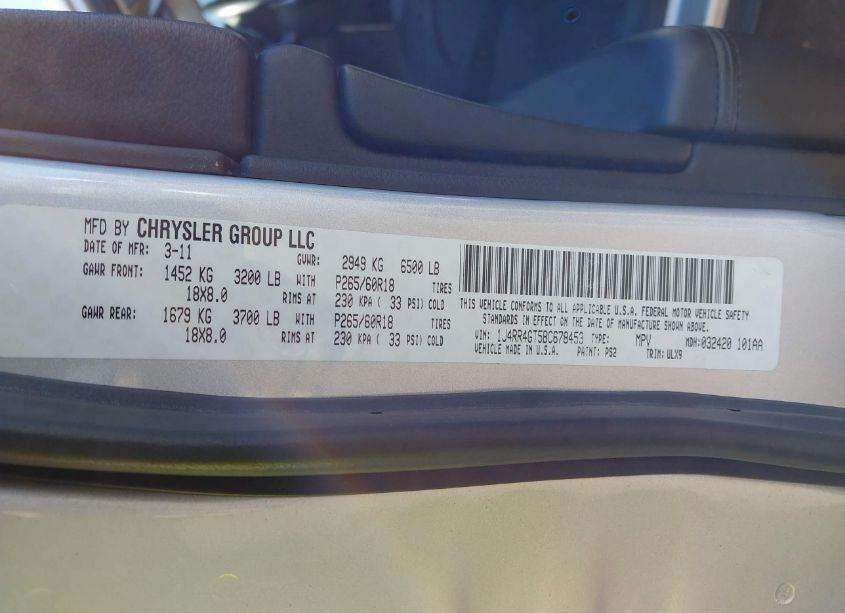 MFD BY CHRYSLER GROUP LLC
DATE OF MFR: 3-11 GVWR: 2949 KG 6500 LB
GAWR FRONT: 1452 KG 3200 LB WITH P265/60R18 TIRES
18X8.0 RIMS AT 230 KPA ( 33 PSI) COLD
GAWR REAR: 1679 KG 3700 LB WITH P265/60R18 TIRES
18X8.0 RIMS AT 230 KPA ( 33 PSI) COLD
THIS VEHICLE CONFORMS TO ALL APPLICABLE U.S.A. FEDERAL MOTOR VEHICLE SAFETY
STANDARDS IN EFFECT ON THE DATE OF MANUFACTURE SHOWN ABOVE.
VIN: 1J4RR4GT5BC678453 TYPE: MPV MDH: 032420 101AA
VEHICLE MADE IN U.S.A. PAINT: PS2 TRIM: ULX9